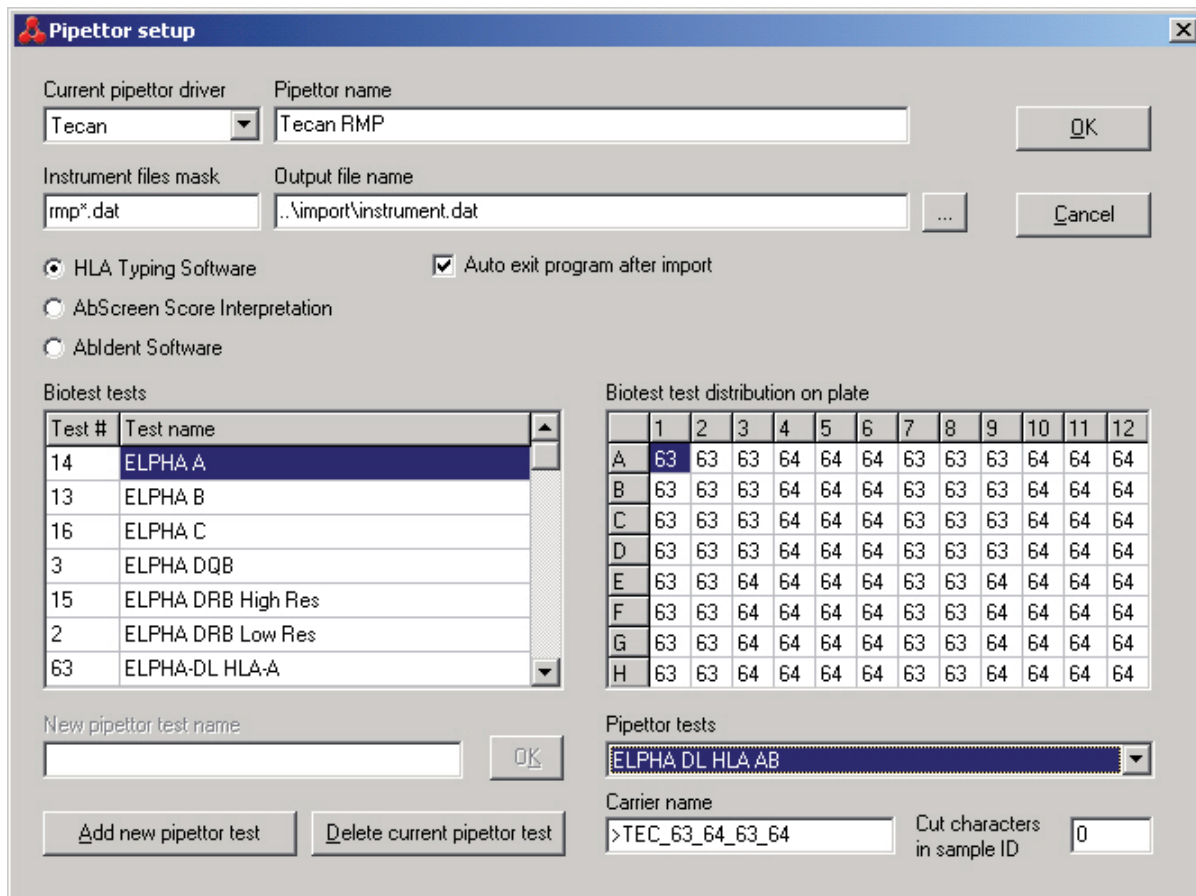 Pipettor setup
Current pipettor driver Pipettor name
Tecan Tecan RMP OK
Instrument files mask Output file name
rmp*.dat ..\import\instrument.dat ... Cancel
HLA Typing Software Auto exit program after import
AbScreen Score Interpretation
AbIdent Software
Biotest tests
Test # Test name
14 ELPHA A
13 ELPHA B
16 ELPHA C
3 ELPHA DQB
15 ELPHA DRB High Res
2 ELPHA DRB Low Res
63 ELPHA-DL HLA-A
Biotest test distribution on plate
1 2 3 4 5 6 7 8 9 10 11 12
A 63 63 63 64 64 64 63 63 63 64 64 64
B 63 63 63 64 64 64 63 63 63 64 64 64
C 63 63 63 64 64 64 63 63 63 64 64 64
D 63 63 63 64 64 64 63 63 63 64 64 64
E 63 63 64 64 64 64 63 63 64 64 64 64
F 63 63 64 64 64 64 63 63 64 64 64 64
G 63 63 64 64 64 64 63 63 64 64 64 64
H 63 63 64 64 64 64 63 63 64 64 64 64
New pipettor test name
OK
Add new pipettor test Delete current pipettor test
Pipettor tests
ELPHA DL HLA AB
Carrier name
>TEC_63_64_63_64
Cut characters
in sample ID
0